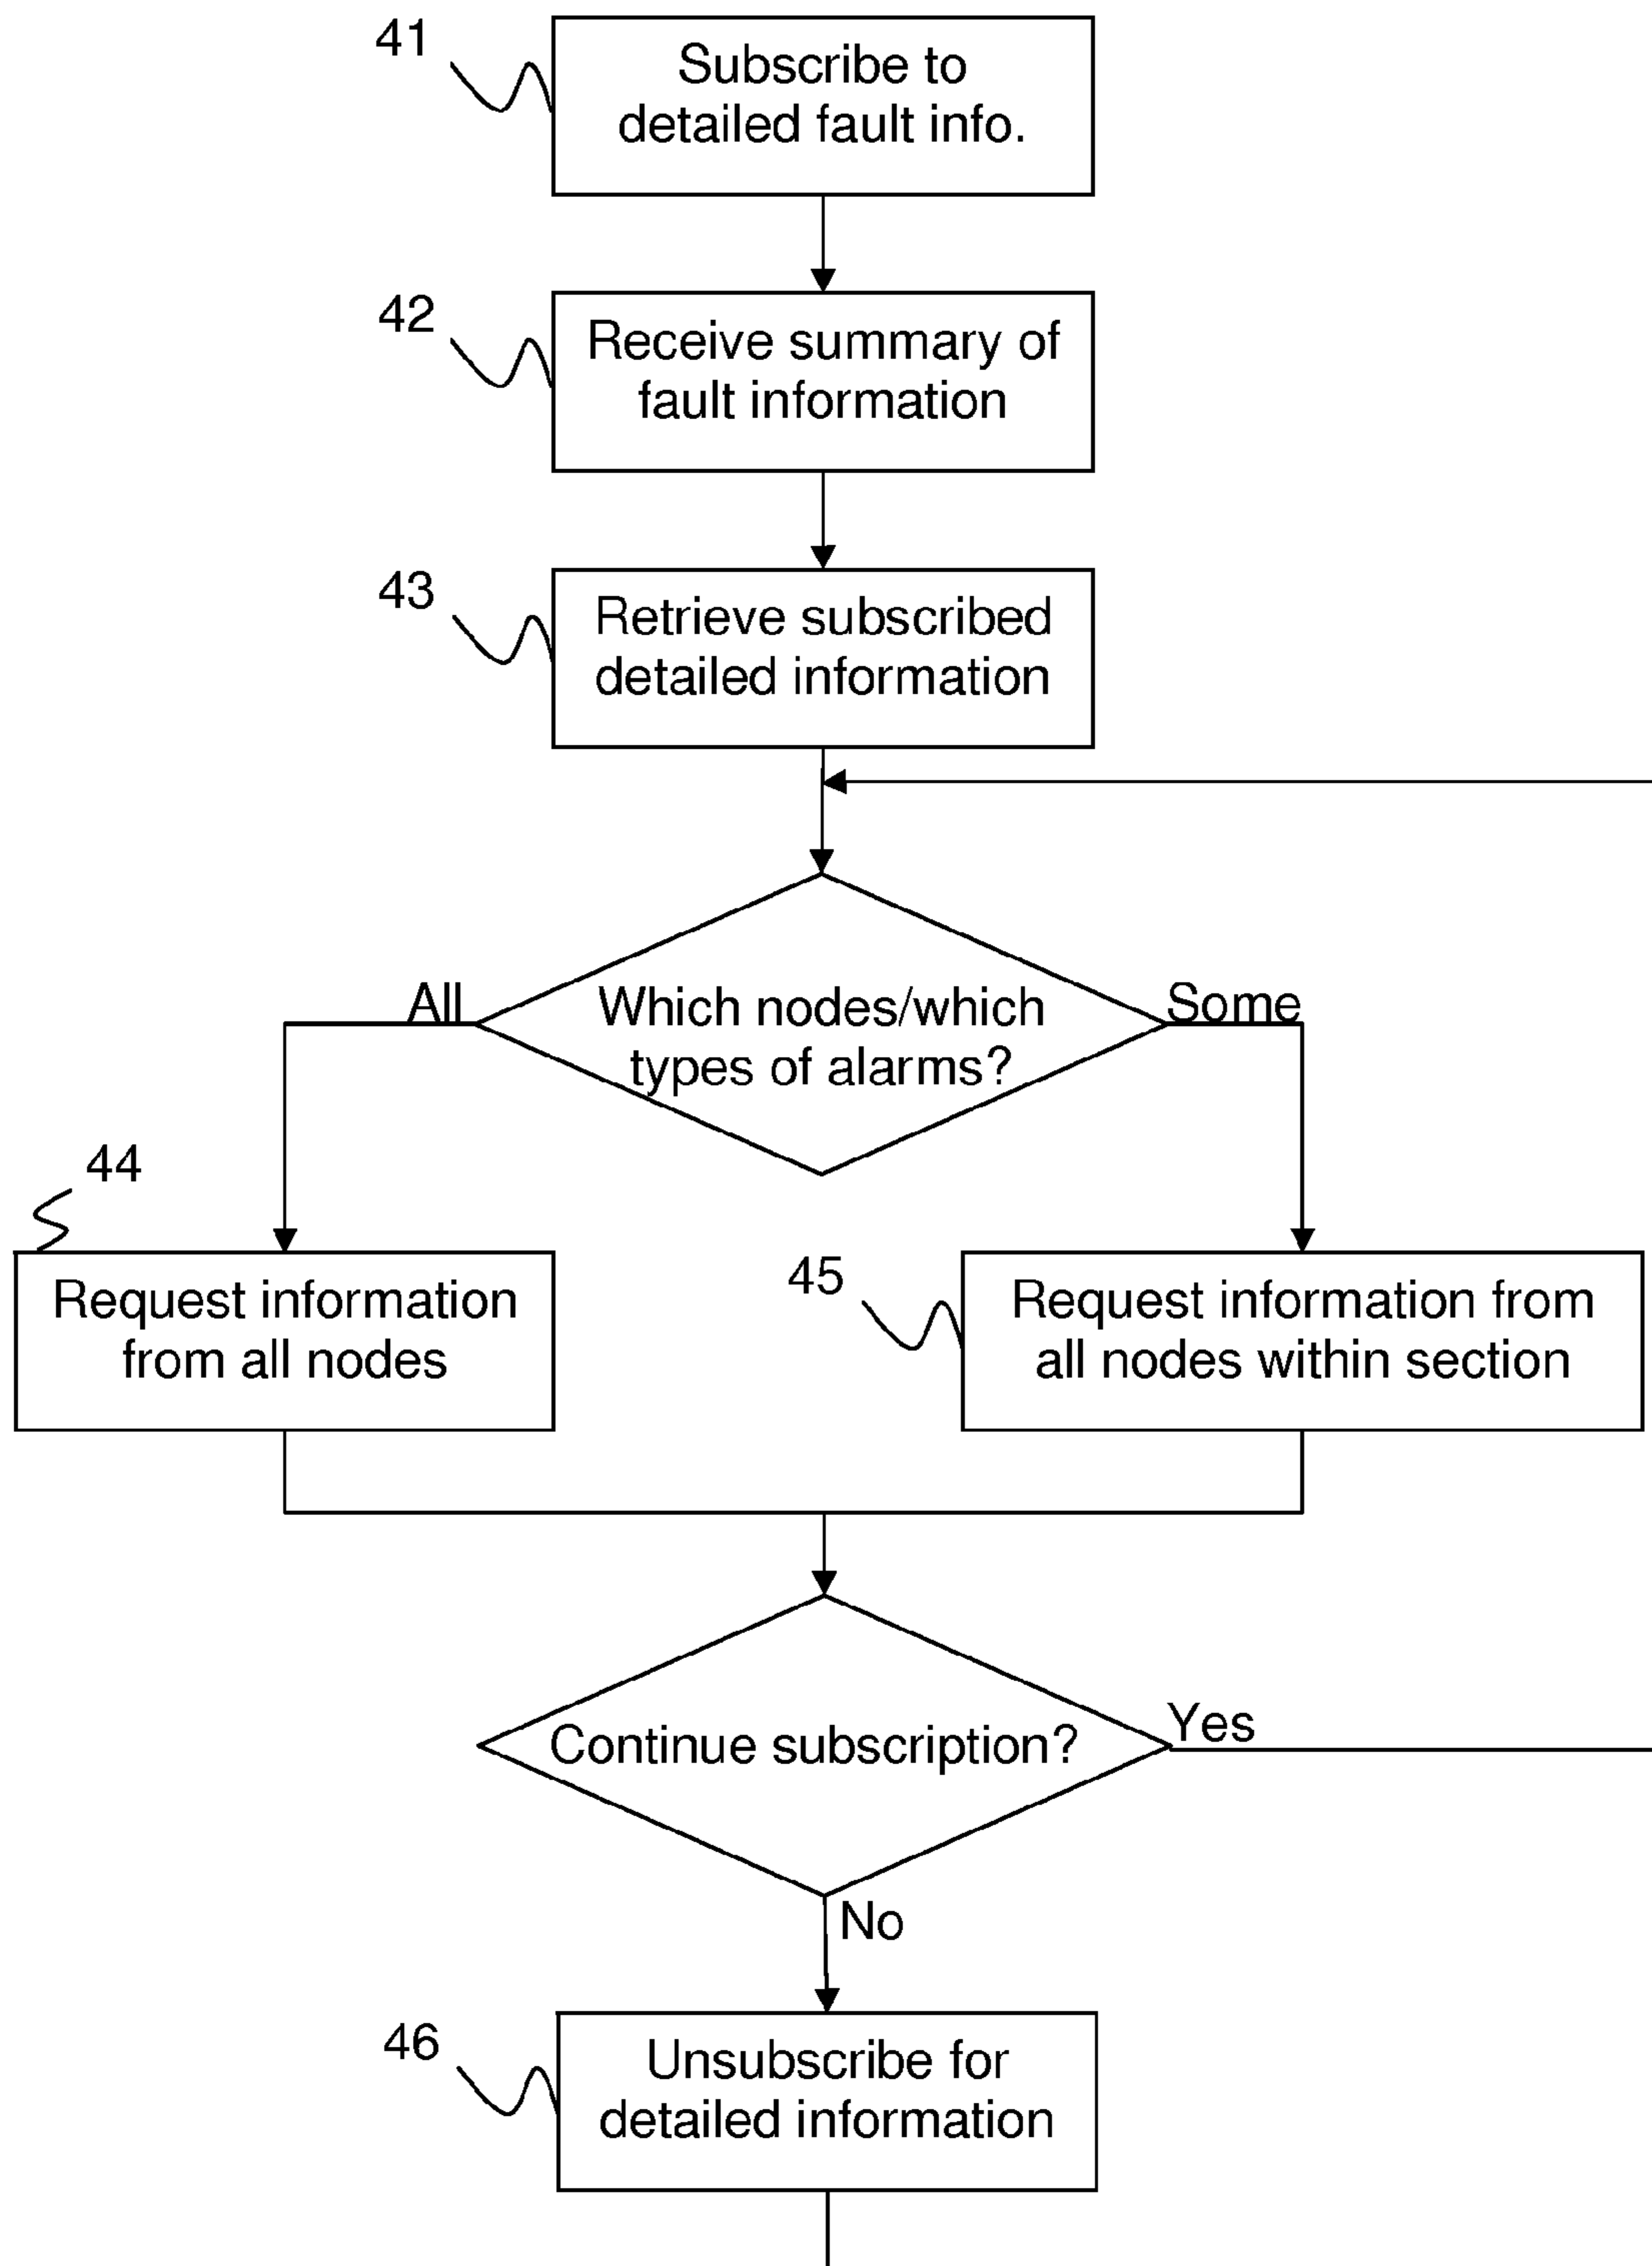 41
Subscribe to
detailed fault info.
42
Receive summary of
fault information
43
Retrieve subscribed
detailed information
All
Which nodes/which
types of alarms?
Some
44
Request information
from all nodes
45
Request information from
all nodes within section
Continue subscription?
Yes
No
46
Unsubscribe for
detailed information